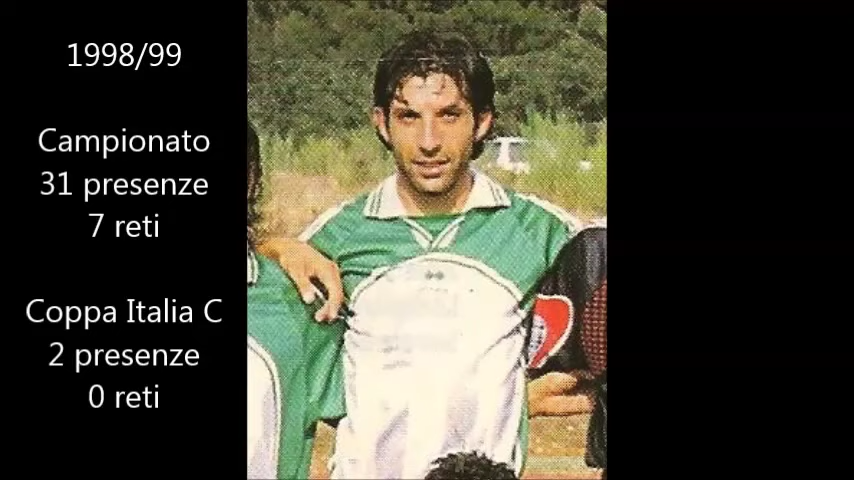 1998/99
Campionato
31 presenze
7 reti
Coppa Italia C
2 presenze
0 reti